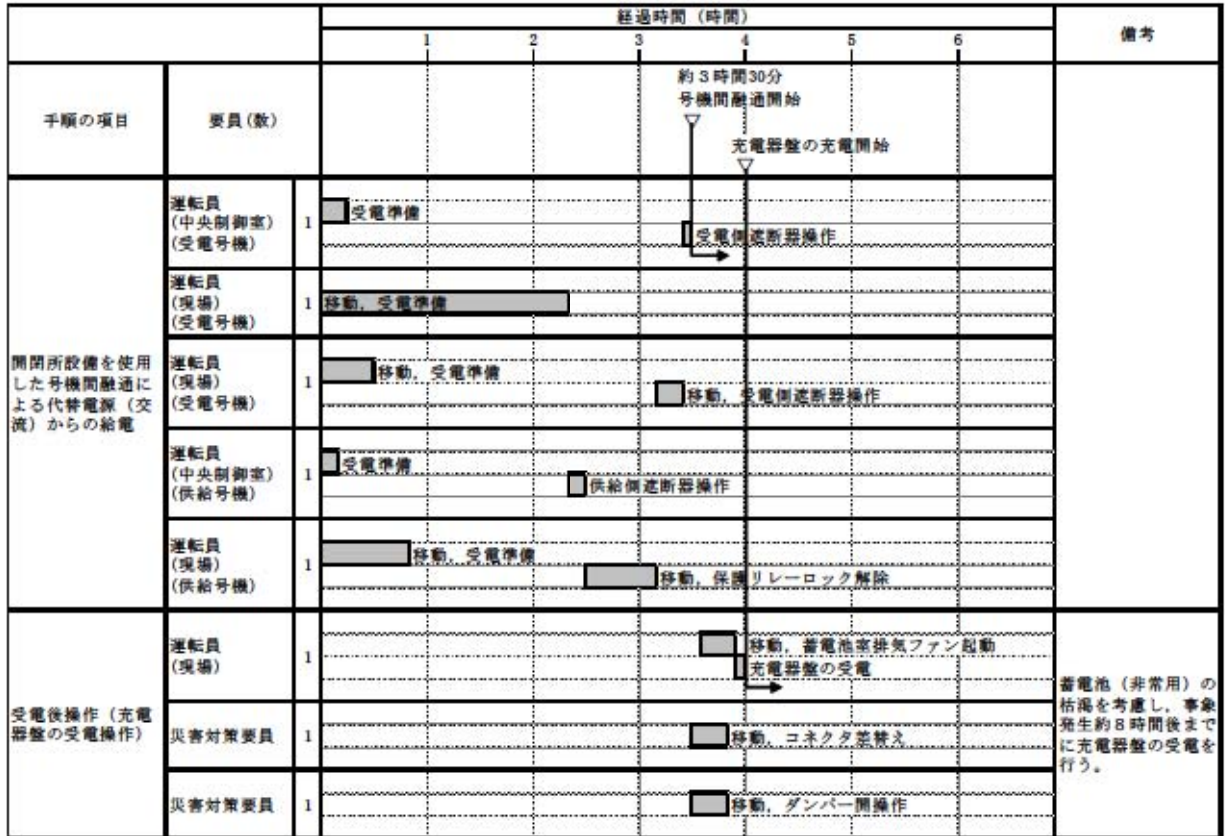 経過時間（時間）
備考
1 2 3 4 5 6
手順の項目
要員(数)
約３時間30分
号機間融通開始
充電器盤の充電開始
開閉所設備を使用
した号機間融通に
よる代替電源（交
流）からの給電
運転員
(中央制御室)
(受電号機)
1
受電準備
受電側遮断器操作
運転員
(現場)
(受電号機)
1
移動，受電準備
運転員
(現場)
(受電号機)
1
移動，受電準備
移動，受電側遮断器操作
運転員
(中央制御室)
(供給号機)
1
受電準備
供給側遮断器操作
運転員
(現場)
(供給号機)
1
移動，受電準備
移動，保護リレーロック解除
受電後操作（充電
器盤の受電操作）
運転員
(現場)
1
移動，蓄電池室排気ファン起動
充電器盤の受電
災害対策要員
1
移動，コネクタ差替え
災害対策要員
1
移動，ダンパー開操作
蓄電池（非常用）の
枯渇を考慮し，事象
発生約８時間後まで
に充電器盤の受電を
行う。